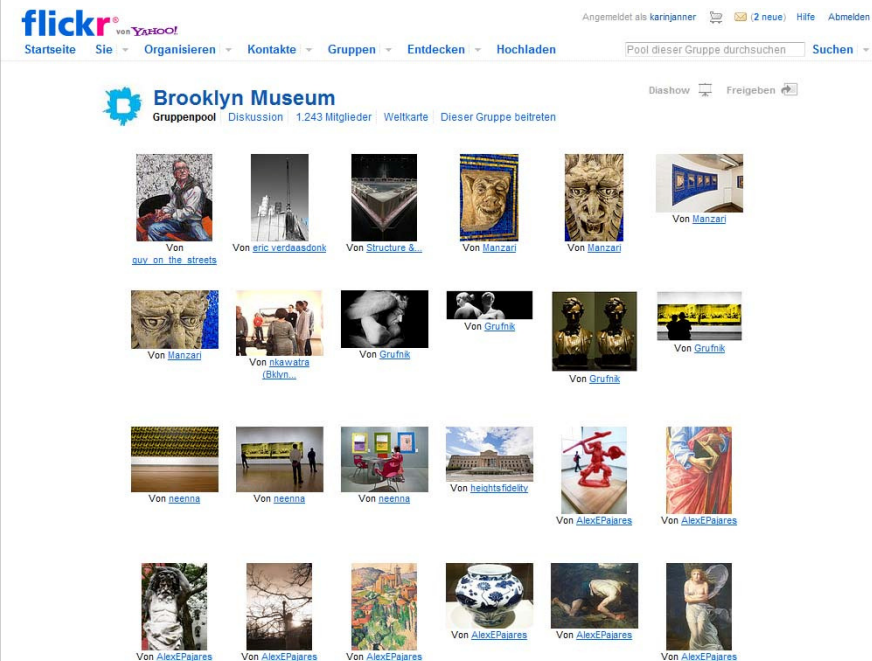 flickr® von YAHOO!
Angemeldet als karinjanner (2 neue) Hilfe Abmelden
Startseite Sie Organisieren Kontakte Gruppen Entdecken Hochladen
Pool dieser Gruppe durchsuchen Suchen
Brooklyn Museum
Diashow Freigeben
Gruppenpool Diskussion 1.243 Mitglieder Weltkarte Dieser Gruppe beitreten
Von guy_on_the_streets
Von eric verdaasdonk
Von Structure &...
Von Manzari
Von Manzari
Von Manzari
Von Manzari
Von nkawatra (Bklyn...
Von Grufnik
Von Grufnik
Von Grufnik
Von Grufnik
Von neenna
Von neenna
Von neenna
Von heightsfidelity
Von AlexEPajares
Von AlexEPajares
Von AlexEPajares
Von AlexEPajares
Von AlexEPajares
Von AlexEPajares
Von AlexEPajares
Von AlexEPajares